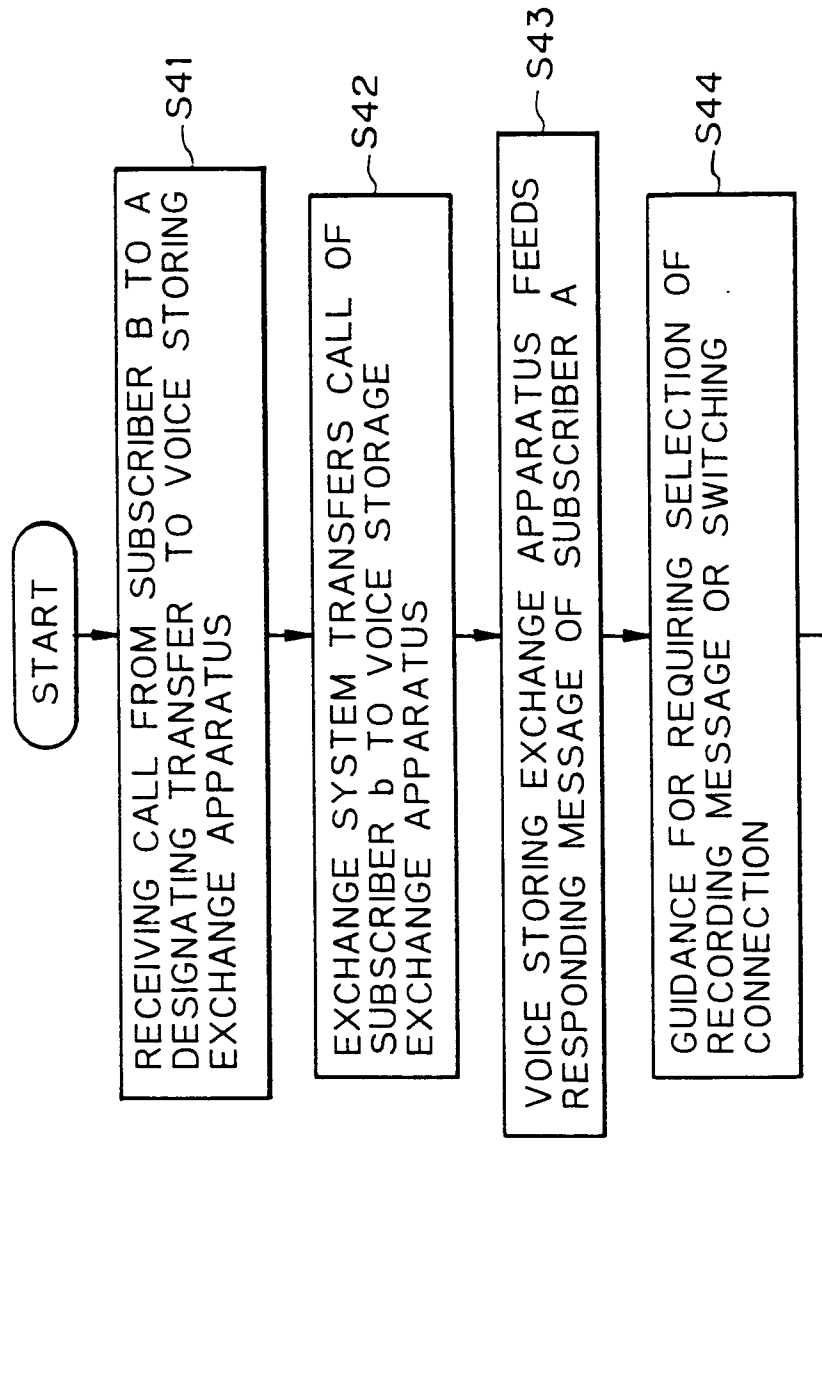 START
RECEIVING CALL FROM SUBSCRIBER B TO A
DESIGNATING TRANSFER TO VOICE STORING
EXCHANGE APPARATUS
S41
EXCHANGE SYSTEM TRANSFERS CALL OF
SUBSCRIBER b TO VOICE STORAGE
EXCHANGE APPARATUS
S42
VOICE STORING EXCHANGE APPARATUS FEEDS
RESPONDING MESSAGE OF SUBSCRIBER A
S43
GUIDANCE FOR REQUIRING SELECTION OF
RECORDING MESSAGE OR SWITCHING
CONNECTION
S44